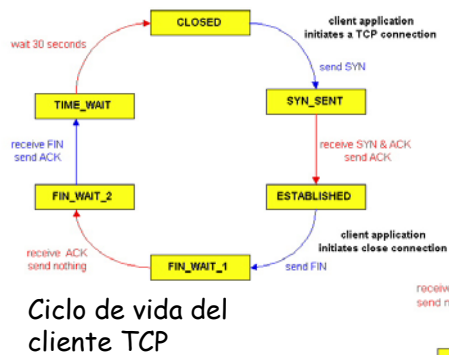 CLOSED
client application
initiates a TCP connection
wait 30 seconds
send SYN
TIME_WAIT
SYN_SENT
receive FIN
send ACK
receive SYN & ACK
send ACK
FIN_WAIT_2
ESTABLISHED
client application
initiates close connection
receive ACK
send nothing
FIN_WAIT_1
send FIN
Ciclo de vida del
cliente TCP
receive
send